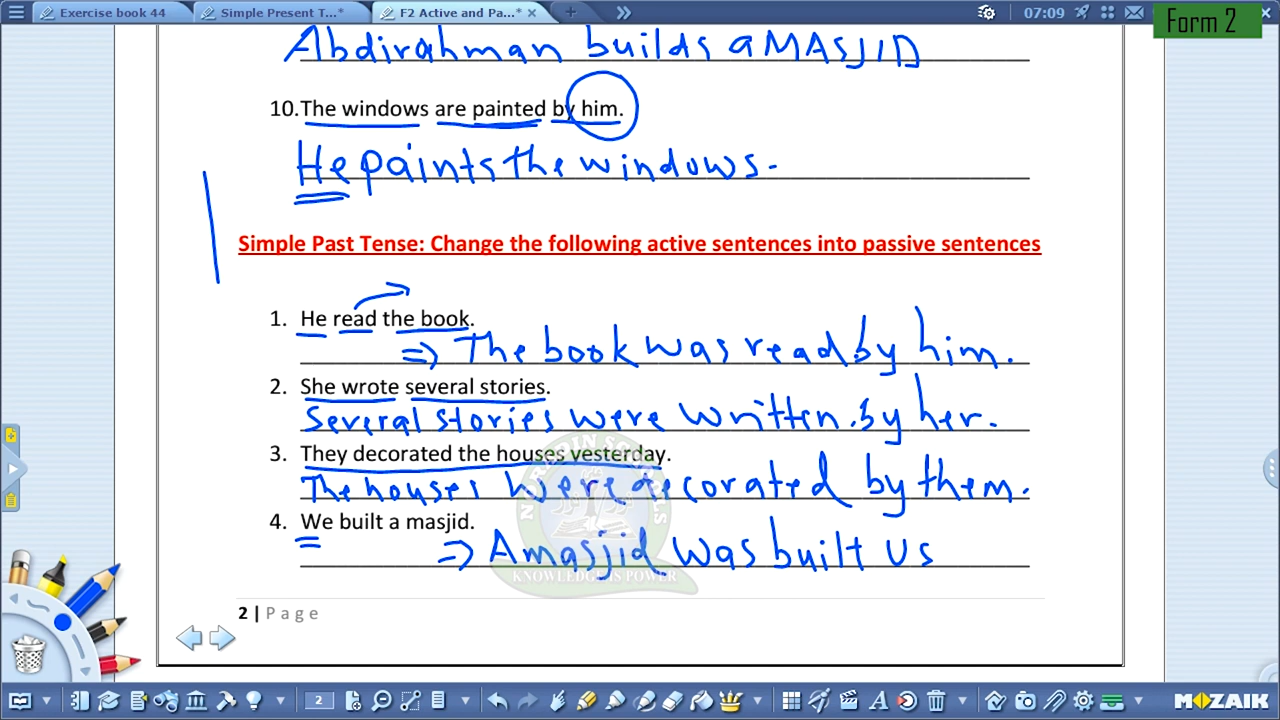 Exercise book 44
Simple Present T...*
F2 Active and Pa...*
07:09
Form 2
Abdirahman builds a MASJID
10. The windows are painted by him.
He paints the windows.
Simple Past Tense: Change the following active sentences into passive sentences
1. He read the book.
⇒ The book was read by him.
2. She wrote several stories.
Several stories were written by her.
3. They decorated the houses yesterday.
The houses were decorated by them.
4. We built a masjid.
⇒ A masjid was built us
KNOWLEDGE IS POWER
2 | Page
2
MOZAIK